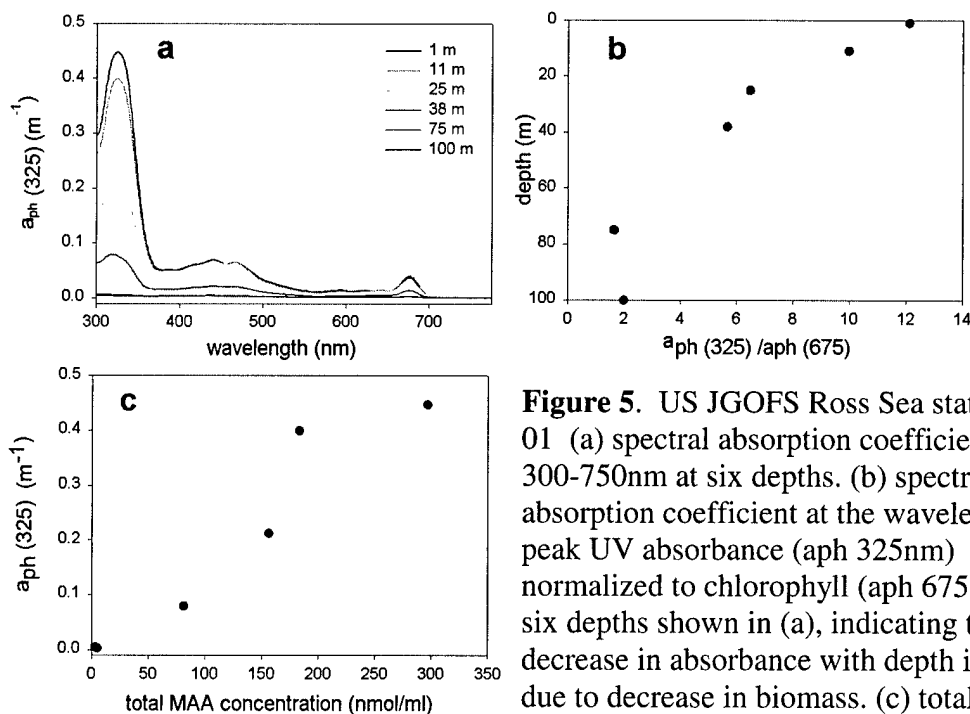 a
0.5
0.4
0.3
0.2
0.1
0.0
aph (325) (m-1)
300 400 500 600 700
wavelength (nm)
1 m
11 m
25 m
38 m
75 m
100 m
b
0
20
40
60
80
100
depth (m)
0 2 4 6 8 10 12 14
aph (325) /aph (675)
c
0.5
0.4
0.3
0.2
0.1
0.0
aph (325) (m-1)
0 50 100 150 200 250 300 350
total MAA concentration (nmol/ml)
Figure 5. US JGOFS Ross Sea stat
01 (a) spectral absorption coefficie
300-750nm at six depths. (b) spectr
absorption coefficient at the wavele
peak UV absorbance (aph 325nm)
normalized to chlorophyll (aph 675
six depths shown in (a), indicating t
decrease in absorbance with depth i
due to decrease in biomass. (c) total